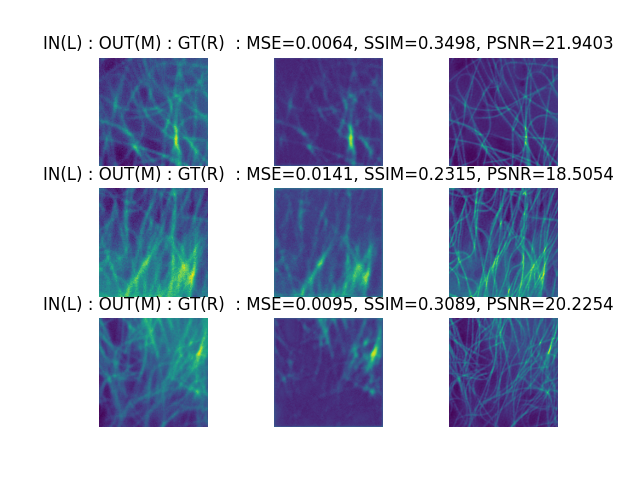 IN(L) : OUT(M) : GT(R)  : MSE=0.0064, SSIM=0.3498, PSNR=21.9403
IN(L) : OUT(M) : GT(R)  : MSE=0.0141, SSIM=0.2315, PSNR=18.5054
IN(L) : OUT(M) : GT(R)  : MSE=0.0095, SSIM=0.3089, PSNR=20.2254